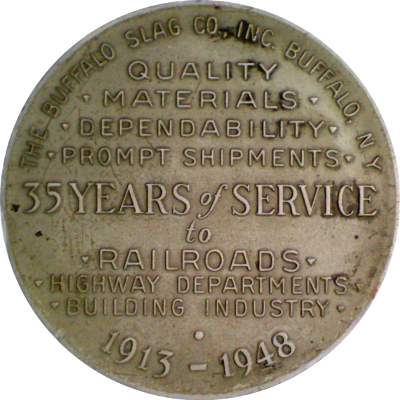 THE BUFFALO SLAG CO., INC. BUFFALO, N Y
QUALITY
· MATERIALS ·
· DEPENDABILITY ·
· PROMPT SHIPMENTS ·
35 YEARS of SERVICE
to
· RAILROADS ·
· HIGHWAY DEPARTMENTS ·
· BUILDING INDUSTRY ·
1913 - 1948